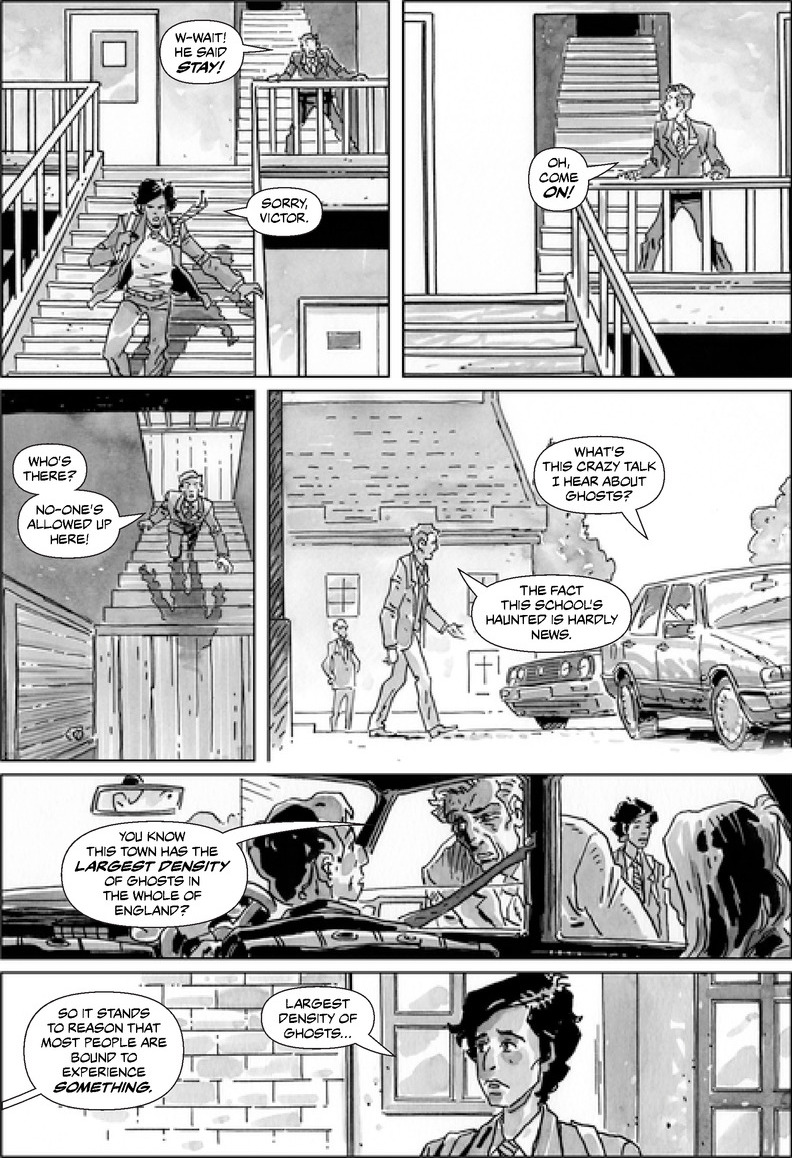 W-WAIT!
HE SAID
STAY!
SORRY,
VICTOR.
OH,
COME
ON!
WHO'S
THERE?
NO-ONE'S
ALLOWED UP
HERE!
WHAT'S
THIS CRAZY TALK
I HEAR ABOUT
GHOSTS?
THE FACT
THIS SCHOOL'S
HAUNTED IS HARDLY
NEWS.
YOU KNOW
THIS TOWN HAS THE
LARGEST DENSITY
OF GHOSTS IN
THE WHOLE OF
ENGLAND?
SO IT STANDS
TO REASON THAT
MOST PEOPLE ARE
BOUND TO
EXPERIENCE
SOMETHING.
LARGEST
DENSITY OF
GHOSTS...